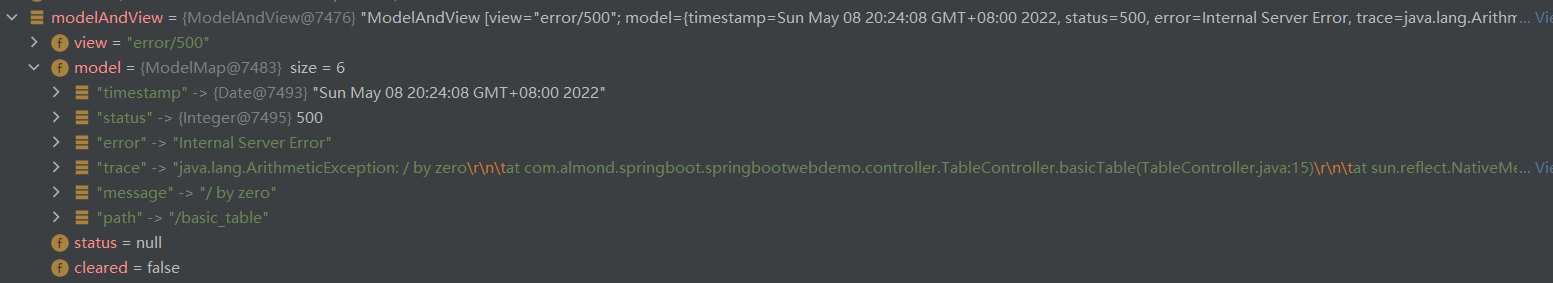 modelAndView = {ModelAndView@7476} "ModelAndView [view="error/500"; model={timestamp=Sun May 08 20:24:08 GMT+08:00 2022, status=500, error=Internal Server Error, trace=java.lang.Arithm... Vie
f view = "error/500"
f model = {ModelMap@7483} size = 6
"timestamp" -> {Date@7493} "Sun May 08 20:24:08 GMT+08:00 2022"
"status" -> {Integer@7495} 500
"error" -> "Internal Server Error"
"trace" -> "java.lang.ArithmeticException: / by zero\r\n\tat com.almond.springboot.springbootwebdemo.controller.TableController.basicTable(TableController.java:15)\r\n\tat sun.reflect.NativeMe... Vie
"message" -> "/ by zero"
"path" -> "/basic_table"
f status = null
f cleared = false